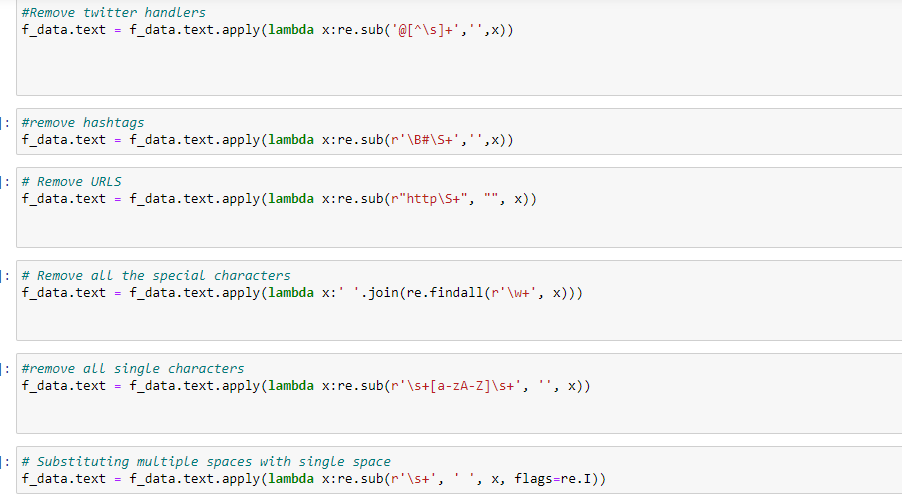 #Remove twitter handlers
f_data.text = f_data.text.apply(lambda x:re.sub('@[^\s]+','',x))
]: #remove hashtags
f_data.text = f_data.text.apply(lambda x:re.sub(r'\B#\S+','',x))
]: # Remove URLS
f_data.text = f_data.text.apply(lambda x:re.sub(r"http\S+", "", x))
]: # Remove all the special characters
f_data.text = f_data.text.apply(lambda x:' '.join(re.findall(r'\w+', x)))
]: #remove all single characters
f_data.text = f_data.text.apply(lambda x:re.sub(r'\s+[a-zA-Z]\s+', '', x))
]: # Substituting multiple spaces with single space
f_data.text = f_data.text.apply(lambda x:re.sub(r'\s+', ' ', x, flags=re.I))